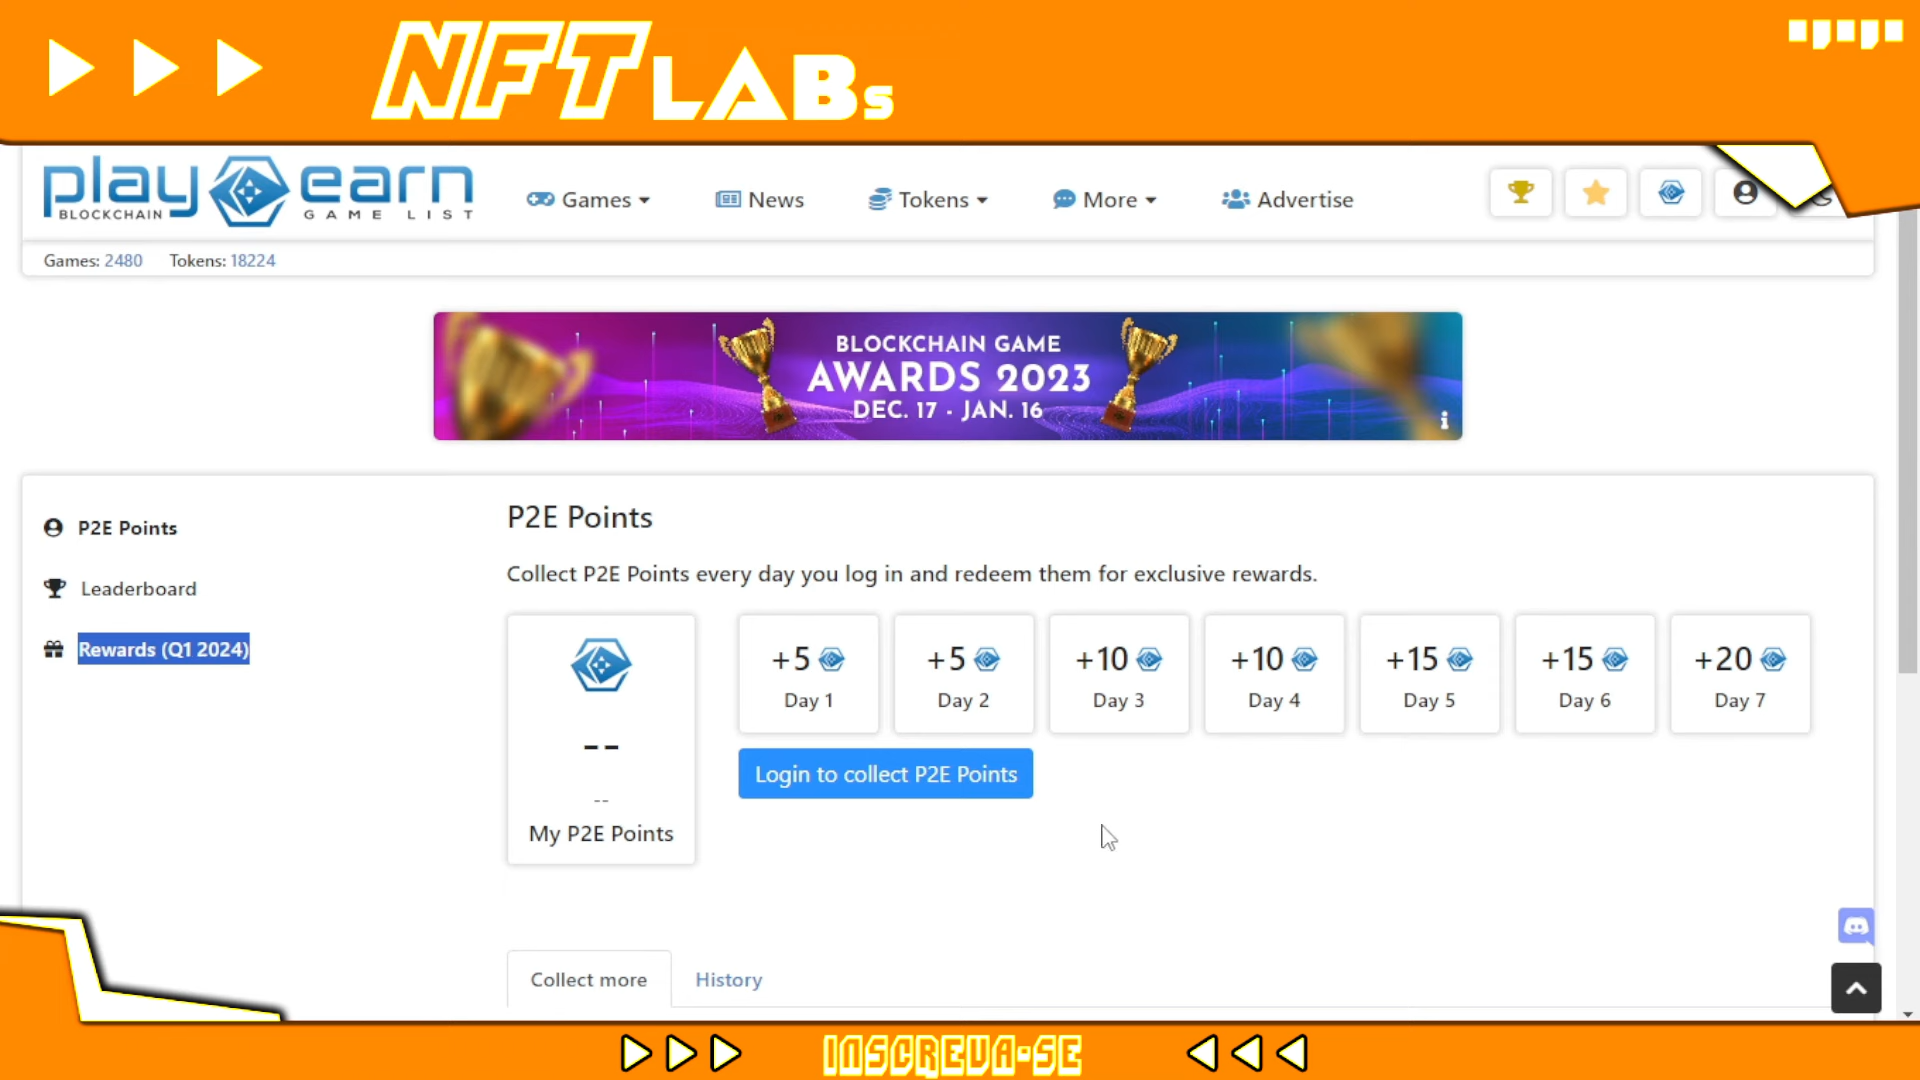 NFT LABs
play earn
BLOCKCHAIN GAME LIST
Games
News
Tokens
More
Advertise
Games: 2480 Tokens: 18224
BLOCKCHAIN GAME
AWARDS 2023
DEC. 17 - JAN. 16
i
P2E Points
Leaderboard
Rewards (Q1 2024)
P2E Points
Collect P2E Points every day you log in and redeem them for exclusive rewards.
--
--
My P2E Points
+5
Day 1
+5
Day 2
+10
Day 3
+10
Day 4
+15
Day 5
+15
Day 6
+20
Day 7
Login to collect P2E Points
Collect more
History
INSCREVA-SE